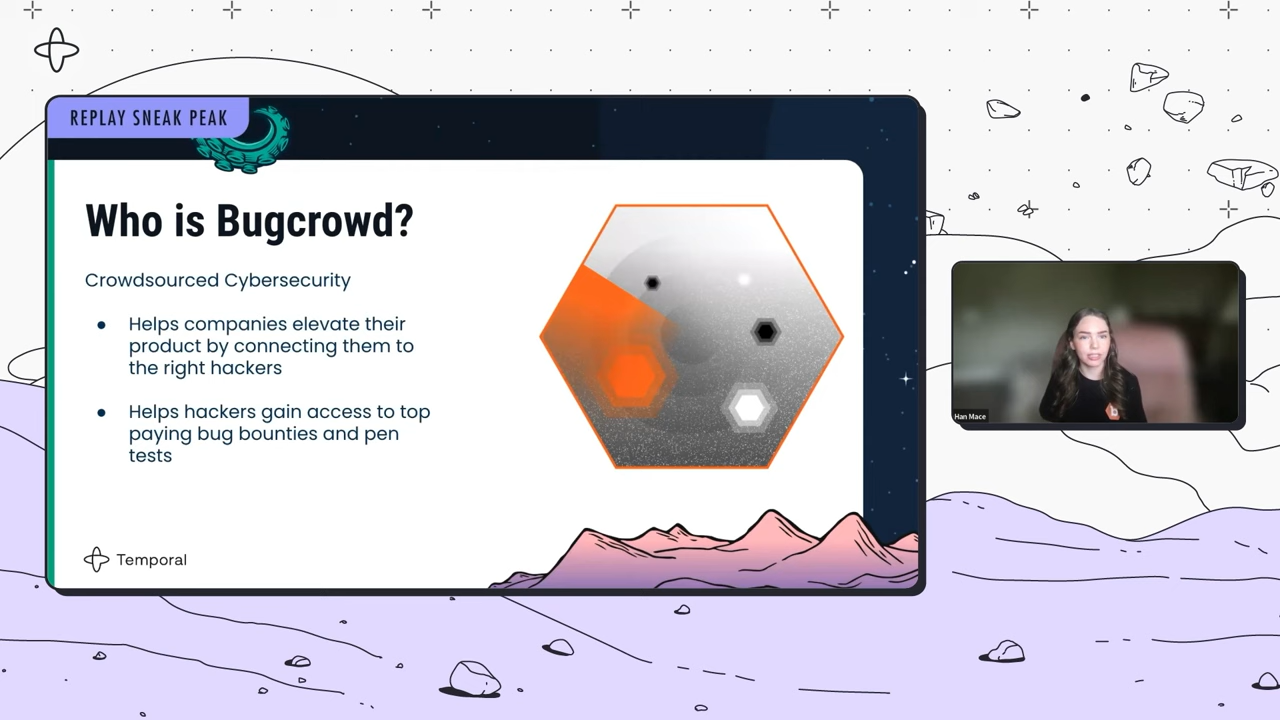 REPLAY SNEAK PEAK
Who is Bugcrowd?
Crowdsourced Cybersecurity
● Helps companies elevate their
product by connecting them to
the right hackers
● Helps hackers gain access to top
paying bug bounties and pen
tests
Temporal
Han Mace